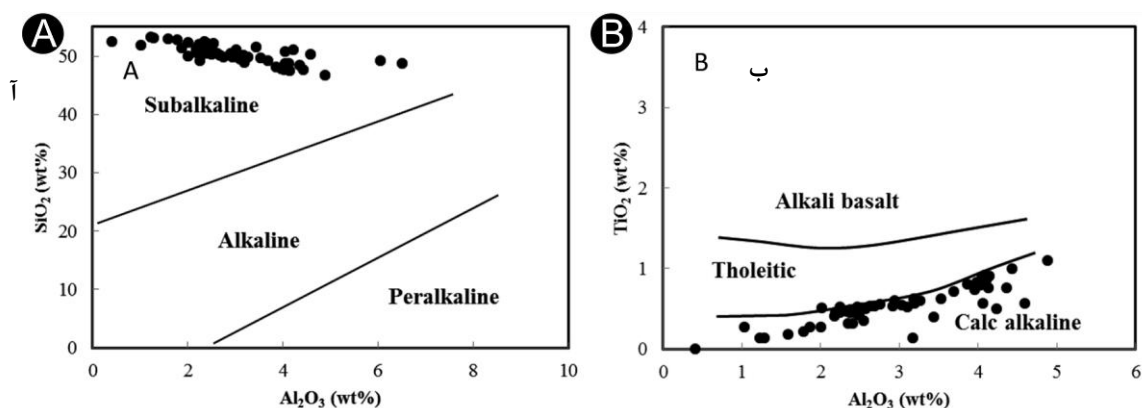 A
50
40
30
20
10
0
SiO₂ (wt%)
آ
A
Subalkaline
Alkaline
Peralkaline
0 2 4 6 8 10
Al₂O₃ (wt%)
B
4
3
2
1
0
TiO₂ (wt%)
B ب
Alkali basalt
Tholeitic
Calc alkaline
0 1 2 3 4 5 6
Al₂O₃ (wt%)